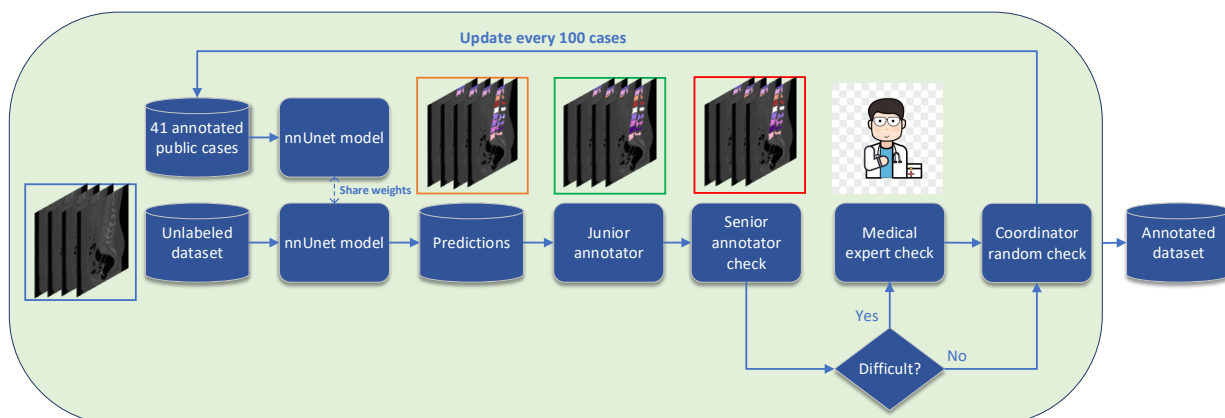 Update every 100 cases
41 annotated
public cases
nnUnet model
Share weights
Unlabeled
dataset
nnUnet model
Predictions
Junior
annotator
Senior
annotator
check
Medical
expert check
Coordinator
random check
Annotated
dataset
Yes
No
Difficult?